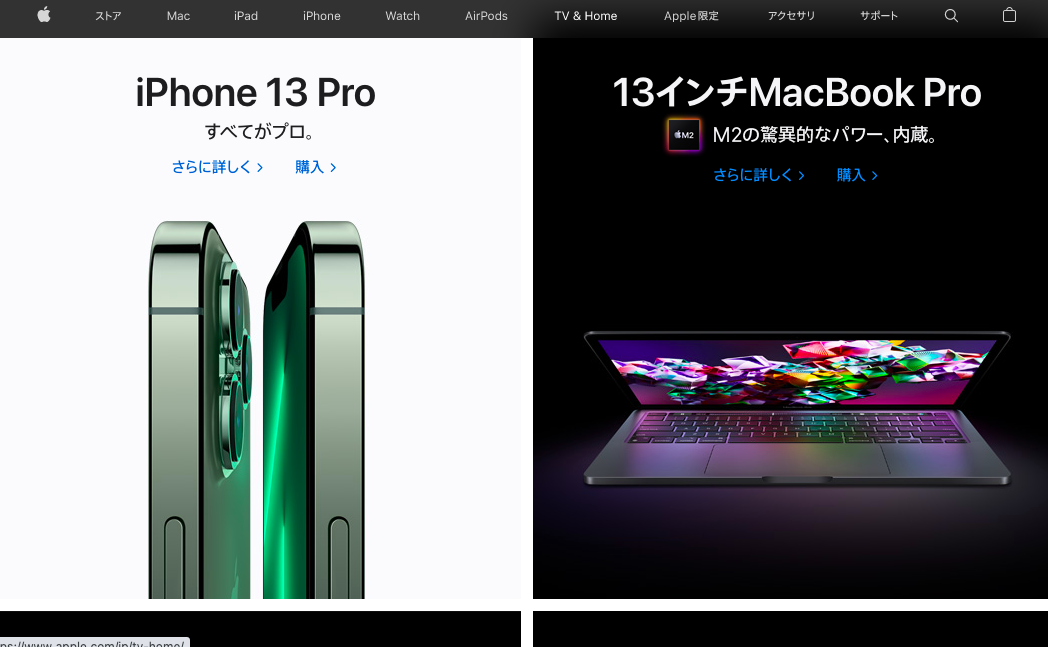 ストア Mac iPad iPhone Watch AirPods TV & Home Apple限定 アクセサリ サポート
iPhone 13 Pro
すべてがプロ。
さらに詳しく > 購入 >
13インチMacBook Pro
M2 M2の驚異的なパワー、内蔵。
さらに詳しく > 購入 >
ps://www.apple.com/jp/tv-home/